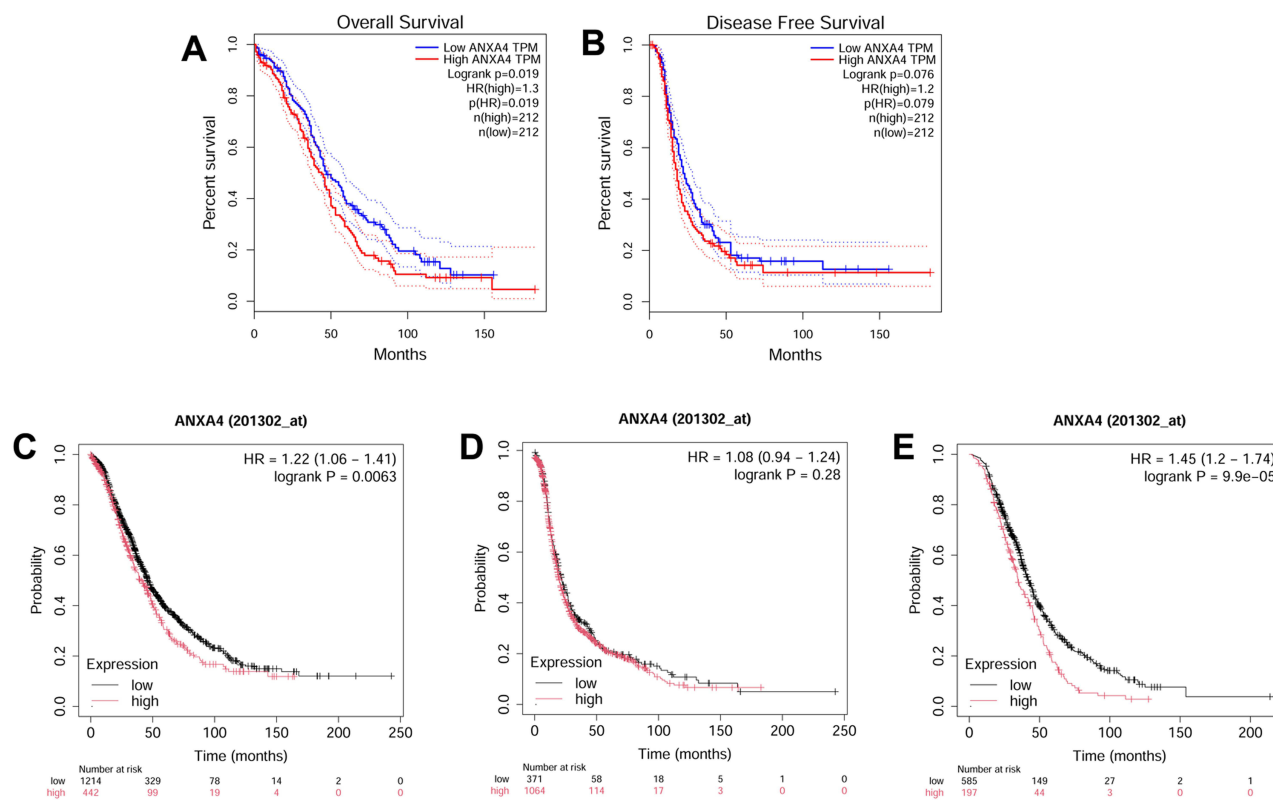 A
Overall Survival
Low ANXA4 TPM
High ANXA4 TPM
Logrank p=0.019
HR(high)=1.3
p(HR)=0.019
n(high)=212
n(low)=212
Percent survival
0.0 0.2 0.4 0.6 0.8 1.0
0 50 100 150
Months
B
Disease Free Survival
Low ANXA4 TPM
High ANXA4 TPM
Logrank p=0.076
HR(high)=1.2
p(HR)=0.079
n(high)=212
n(low)=212
Percent survival
0.0 0.2 0.4 0.6 0.8 1.0
0 50 100 150
Months
C
ANXA4 (201302_at)
HR = 1.22 (1.06 − 1.41)
logrank P = 0.0063
Probability
0.0 0.2 0.4 0.6 0.8 1.0
Expression
low
high
0 50 100 150 200 250
Time (months)
Number at risk
low 1214 329 78 14 2 0
high 442 99 19 4 0 0
D
ANXA4 (201302_at)
HR = 1.08 (0.94 − 1.24)
logrank P = 0.28
Probability
0.0 0.2 0.4 0.6 0.8 1.0
Expression
low
high
0 50 100 150 200 250
Time (months)
Number at risk
low 371 58 18 5 1 0
high 1064 114 17 3 0 0
E
ANXA4 (201302_at)
HR = 1.45 (1.2 − 1.74)
logrank P = 9.9e−05
Probability
0.0 0.2 0.4 0.6 0.8 1.0
Expression
low
high
0 50 100 150 200
Time (months)
Number at risk
low 585 149 27 2 1
high 197 44 3 0 0